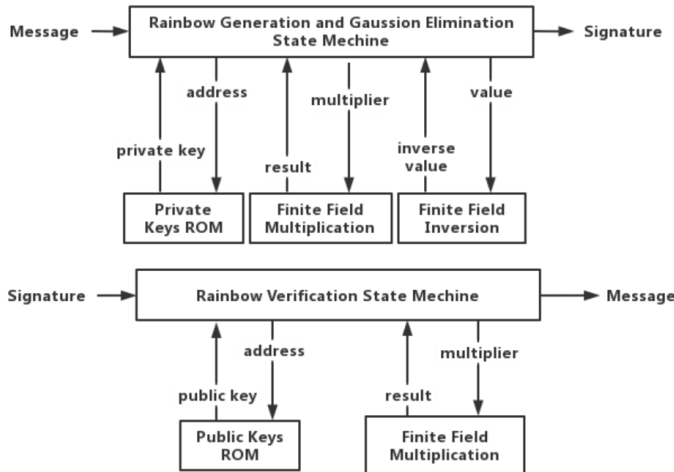 Message
Rainbow Generation and Gaussion Elimination
State Mechine
Signature
address
multiplier
value
private key
result
inverse
value
Private
Keys ROM
Finite Field
Multiplication
Finite Field
Inversion
Signature
Rainbow Verification State Mechine
Message
address
multiplier
public key
result
Public Keys
ROM
Finite Field
Multiplication